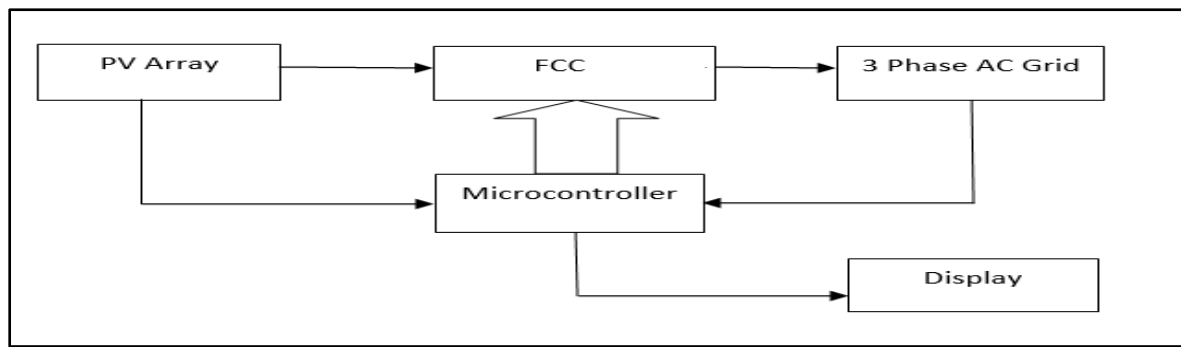 PV Array
FCC
3 Phase AC Grid
Microcontroller
Display